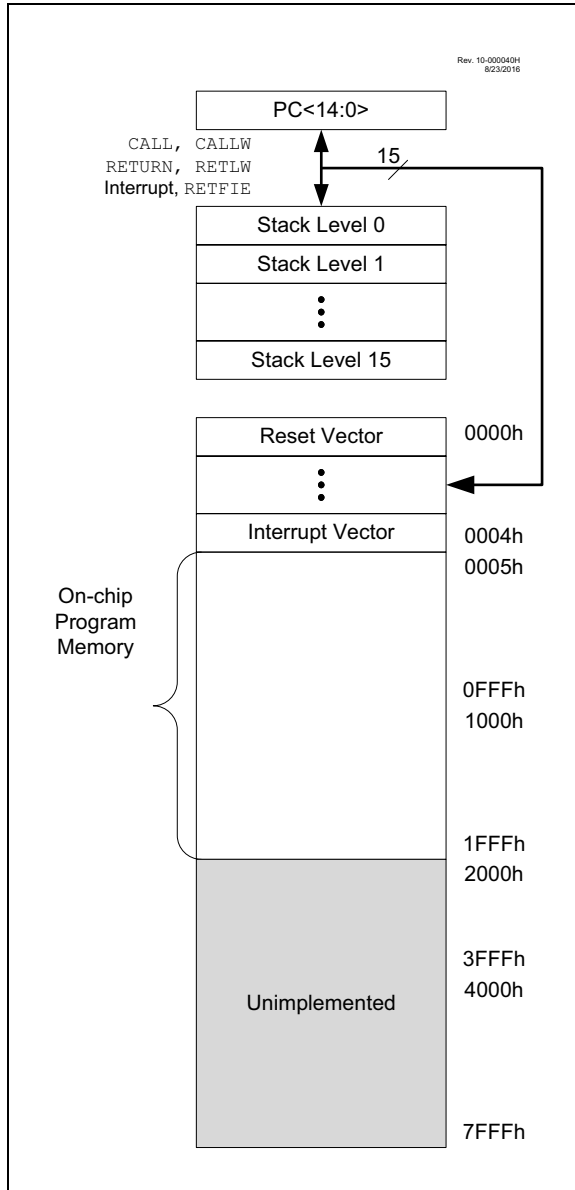 Rev. 10-000040H
8/23/2016
PC<14:0>
CALL, CALLW
RETURN, RETLW
Interrupt, RETFIE
15
Stack Level 0
Stack Level 1
Stack Level 15
Reset Vector
0000h
Interrupt Vector
0004h
0005h
On-chip
Program
Memory
0FFFh
1000h
1FFFh
2000h
Unimplemented
3FFFh
4000h
7FFFh